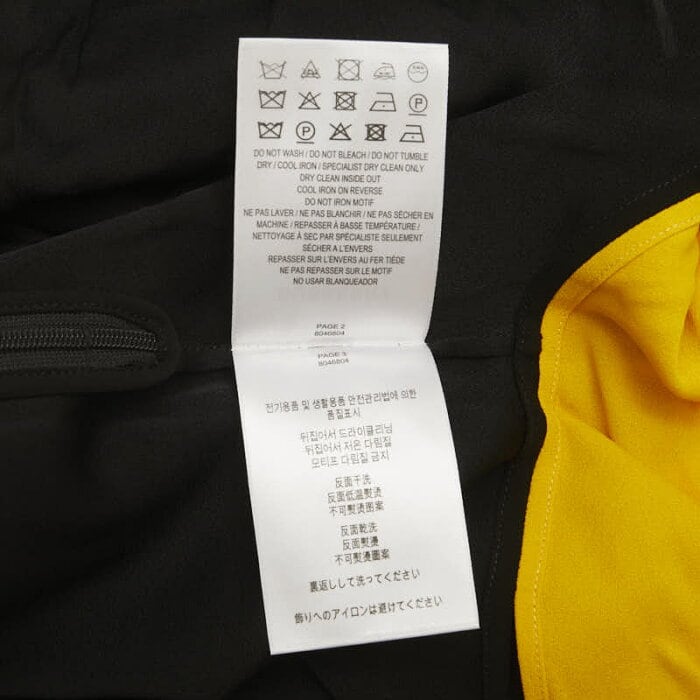 DO NOT WASH / DO NOT BLEACH / DO NOT TUMBLE
DRY / COOL IRON / SPECIALIST DRY CLEAN ONLY
DRY CLEAN INSIDE OUT
COOL IRON ON REVERSE
DO NOT IRON MOTIF
NE PAS LAVER / NE PAS BLANCHIR / NE PAS SÉCHER EN
MACHINE / REPASSER À BASSE TEMPÉRATURE /
NETTOYAGE À SEC PAR SPÉCIALISTE SEULEMENT
SÉCHER A L'ENVERS
REPASSER SUR L'ENVERS AU FER TIÈDE
NE PAS REPASSER SUR LE MOTIF
NO USAR BLANQUEADOR
PAGE 2
8046804
PAGE 3
8046804
전기용품 및 생활용품 안전관리법에 의한
품질표시
뒤집어서 드라이클리닝
뒤집어서 저온 다림질
모티프 다림질 금지
反面干洗
反面低温熨烫
不可熨烫图案
反面乾洗
反面熨燙
不可熨燙圖案
裏返しして洗ってください
飾りへのアイロンは避けてください